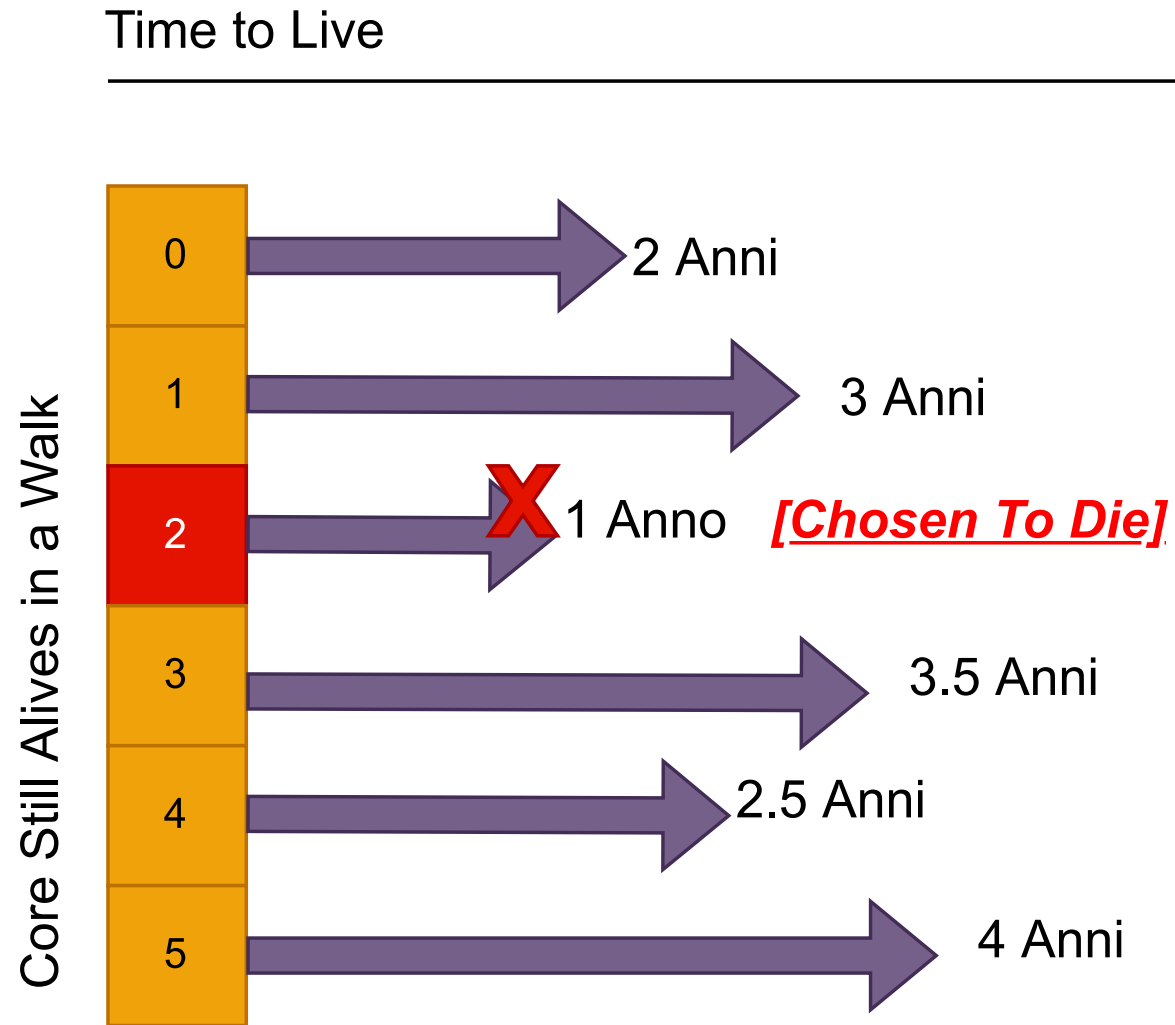 Time to Live
Core Still Alives in a Walk
0
2 Anni
1
3 Anni
2
X
1 Anno
[Chosen To Die]
3
3.5 Anni
4
2.5 Anni
5
4 Anni